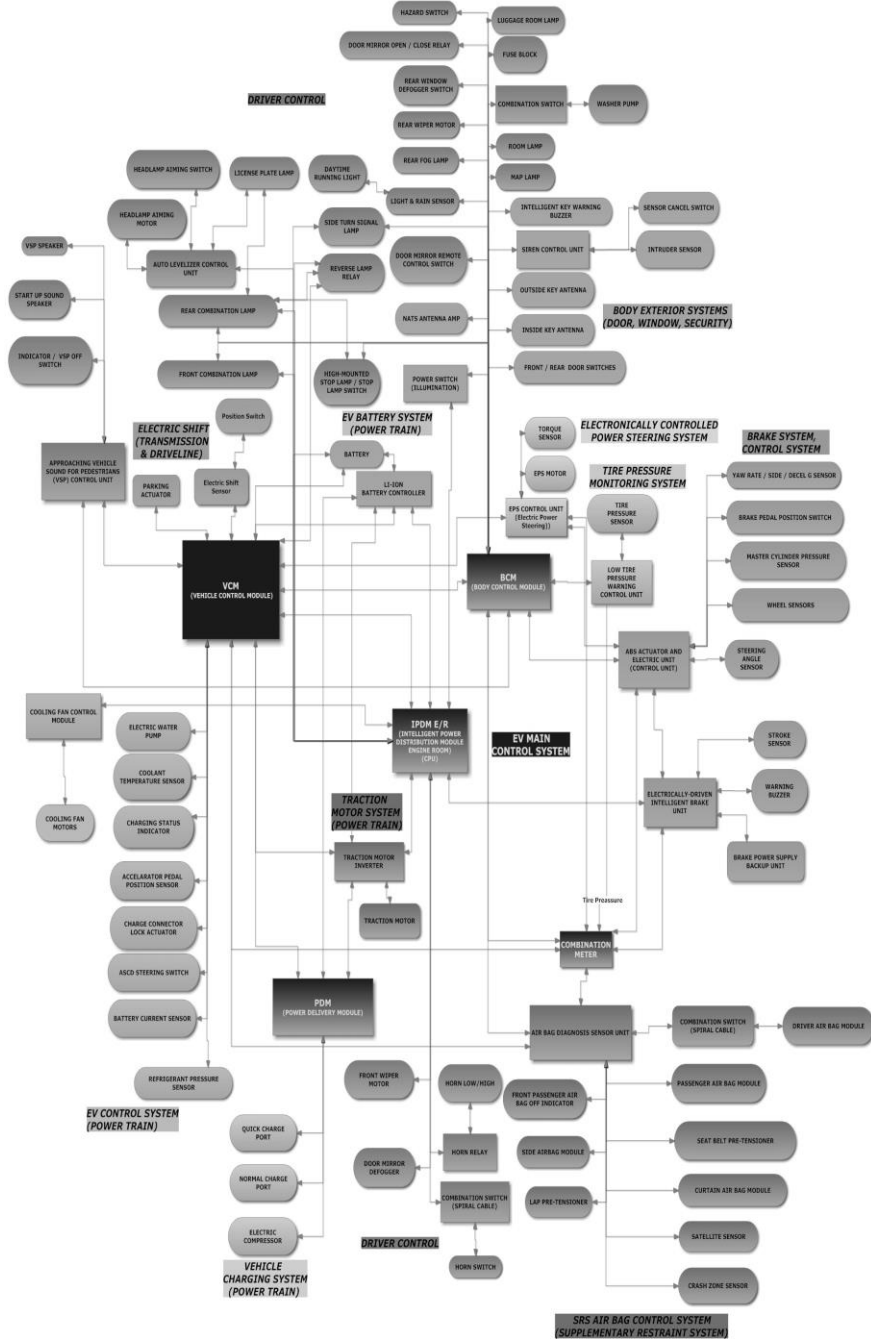 HAZARD SWITCH
LUGGAGE ROOM LAMP
DOOR MIRROR OPEN / CLOSE RELAY
FUSE BLOCK
REAR WINDOW
DEFOGGER SWITCH
DRIVER CONTROL
COMBINATION SWITCH
WASHER PUMP
REAR WIPER MOTOR
ROOM LAMP
REAR FOG LAMP
MAP LAMP
HEADLAMP AIMING SWITCH
LICENSE PLATE LAMP
DAYTIME
RUNNING LIGHT
LIGHT & RAIN SENSOR
INTELLIGENT KEY WARNING
BUZZER
SENSOR CANCEL SWITCH
HEADLAMP AIMING
MOTOR
SIDE TURN SIGNAL
LAMP
SIREN CONTROL UNIT
INTRUDER SENSOR
VSP SPEAKER
AUTO LEVELIZER CONTROL
UNIT
REVERSE LAMP
RELAY
DOOR MIRROR REMOTE
CONTROL SWITCH
START UP SOUND
SPEAKER
REAR COMBINATION LAMP
OUTSIDE KEY ANTENNA
BODY EXTERIOR SYSTEMS
(DOOR, WINDOW, SECURITY)
NATS ANTENNA AMP
INSIDE KEY ANTENNA
INDICATOR / VSP OFF
SWITCH
FRONT COMBINATION LAMP
HIGH-MOUNTED
STOP LAMP / STOP
LAMP SWITCH
POWER SWITCH
(ILLUMINATION)
FRONT / REAR DOOR SWITCHES
ELECTRIC SHIFT
(TRANSMISSION
& DRIVELINE)
Position Switch
EV BATTERY SYSTEM
(POWER TRAIN)
TORQUE
SENSOR
ELECTRONICALLY CONTROLLED
POWER STEERING SYSTEM
BRAKE SYSTEM,
CONTROL SYSTEM
APPROACHING VEHICLE
SOUND FOR PEDESTRIANS
(VSP) CONTROL UNIT
PARKING
ACTUATOR
Electric Shift
Sensor
BATTERY
LI-ION
BATTERY CONTROLLER
EPS MOTOR
TIRE PRESSURE
MONITORING SYSTEM
YAW RATE / SIDE / DECEL G SENSOR
EPS CONTROL UNIT
(Electric Power
Steering))
TIRE
PRESSURE
SENSOR
BRAKE PEDAL POSITION SWITCH
VCM
(VEHICLE CONTROL MODULE)
BCM
(BODY CONTROL MODULE)
LOW TIRE
PRESSURE
WARNING
CONTROL UNIT
MASTER CYLINDER PRESSURE
SENSOR
WHEEL SENSORS
ABS ACTUATOR AND
ELECTRIC UNIT
(CONTROL UNIT)
STEERING
ANGLE
SENSOR
COOLING FAN CONTROL
MODULE
ELECTRIC WATER
PUMP
IPDM E/R
(INTELLIGENT POWER
DISTRIBUTION MODULE
ENGINE ROOM)
(CPU)
EV MAIN
CONTROL SYSTEM
STROKE
SENSOR
COOLANT
TEMPERATURE SENSOR
WARNING
BUZZER
COOLING FAN
MOTORS
CHARGING STATUS
INDICATOR
TRACTION
MOTOR SYSTEM
(POWER TRAIN)
ELECTRICALLY-DRIVEN
INTELLIGENT BRAKE
UNIT
BRAKE POWER SUPPLY
BACKUP UNIT
ACCELARATOR PEDAL
POSITION SENSOR
TRACTION MOTOR
INVERTER
CHARGE CONNECTOR
LOCK ACTUATOR
TRACTION MOTOR
Tire Preassure
COMBINATION
METER
ASCD STEERING SWITCH
PDM
(POWER DELIVERY MODULE)
BATTERY CURRENT SENSOR
AIR BAG DIAGNOSIS SENSOR UNIT
COMBINATION SWITCH
(SPIRAL CABLE)
DRIVER AIR BAG MODULE
REFRIGERANT PRESSURE
SENSOR
FRONT WIPER
MOTOR
HORN LOW/HIGH
FRONT PASSENGER AIR
BAG OFF INDICATOR
PASSENGER AIR BAG MODULE
EV CONTROL SYSTEM
(POWER TRAIN)
QUICK CHARGE
PORT
HORN RELAY
SIDE AIRBAG MODULE
SEAT BELT PRE-TENSIONER
DOOR MIRROR
DEFOGGER
NORMAL CHARGE
PORT
COMBINATION SWITCH
(SPIRAL CABLE)
LAP PRE-TENSIONER
CURTAIN AIR BAG MODULE
ELECTRIC
COMPRESSOR
DRIVER CONTROL
SATELLITE SENSOR
VEHICLE
CHARGING SYSTEM
(POWER TRAIN)
HORN SWITCH
CRASH ZONE SENSOR
SRS AIR BAG CONTROL SYSTEM
(SUPPLEMENTARY RESTRAINT SYSTEM)